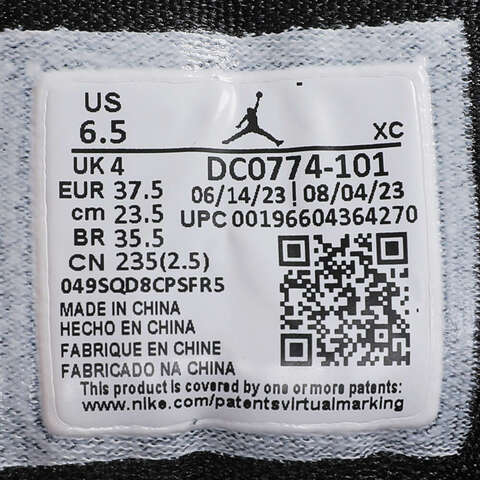 US
6.5
XC
UK 4
EUR 37.5
cm 23.5
BR 35.5
CN 235(2.5)
DC0774-101
06/14/23 | 08/04/23
UPC 00196604364270
049SQD8CPSFR5
MADE IN CHINA
HECHO EN CHINA
FABRIQUE EN CHINE
FABRICADO NA CHINA
This product is covered by one or more patents:
www.nike.com/patentsvirtualmarking